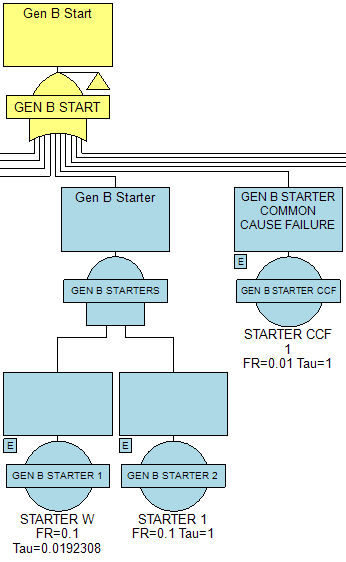 Gen B Start
GEN B START
Gen B Starter
GEN B STARTER
COMMON
CAUSE FAILURE
E
GEN B STARTERS
GEN B STARTER CCF
STARTER CCF
1
FR=0.01 Tau=1
E
E
GEN B STARTER 1
GEN B STARTER 2
STARTER W
FR=0.1
Tau=0.0192308
STARTER 1
FR=0.1 Tau=1